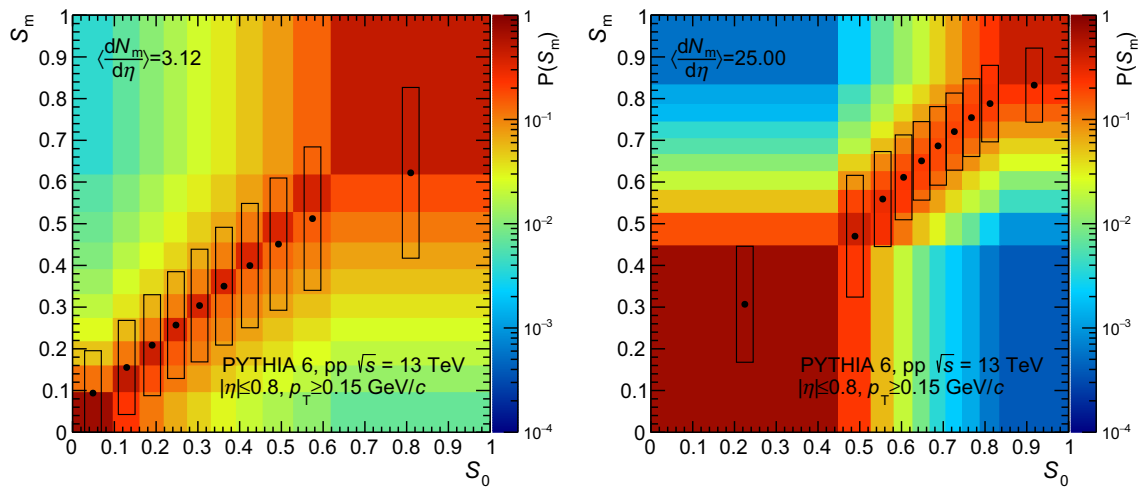 S_m
1
0.9
0.8
0.7
0.6
0.5
0.4
0.3
0.2
0.1
0
⟨dN_m/dη⟩=3.12
PYTHIA 6, pp √s = 13 TeV
|η|≤0.8, p_T≥0.15 GeV/c
0 0.1 0.2 0.3 0.4 0.5 0.6 0.7 0.8 0.9 1
S_0
1
10⁻¹
10⁻²
10⁻³
10⁻⁴
P(S_m)
S_m
1
0.9
0.8
0.7
0.6
0.5
0.4
0.3
0.2
0.1
0
⟨dN_m/dη⟩=25.00
PYTHIA 6, pp √s = 13 TeV
|η|≤0.8, p_T≥0.15 GeV/c
0 0.1 0.2 0.3 0.4 0.5 0.6 0.7 0.8 0.9 1
S_0
1
10⁻¹
10⁻²
10⁻³
10⁻⁴
P(S_m)